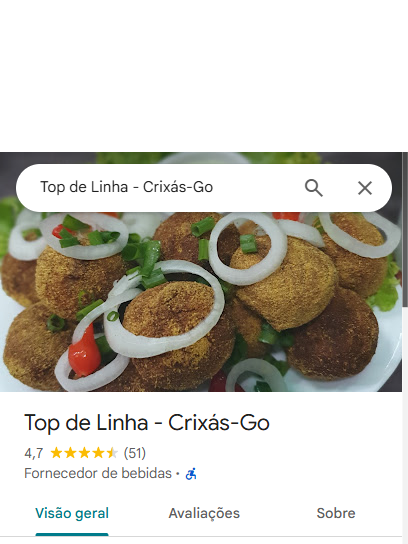 Top de Linha - Crixás-Go
Top de Linha - Crixás-Go
4,7 (51)
Fornecedor de bebidas ·
Visão geral Avaliações Sobre